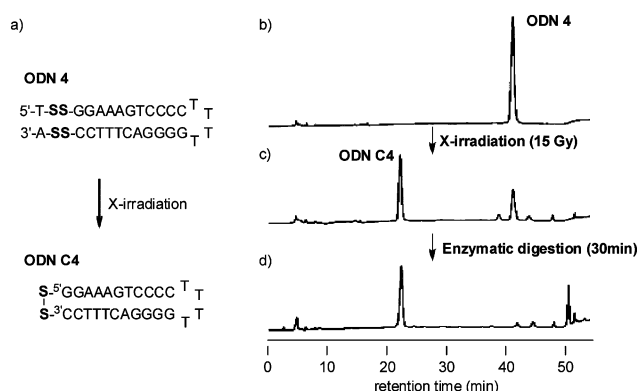 a)
ODN 4
5'-T-SS-GGAAAGTCCCC T T
3'-A-SS-CCTTTCAGGGG T T
X-irradiation
ODN C4
S-5'GGAAAGTCCCC T T
S-3'CCTTTCAGGGG T T
b)
ODN 4
X-irradiation (15 Gy)
c)
ODN C4
Enzymatic digestion (30min)
d)
0 10 20 30 40 50
retention time (min)